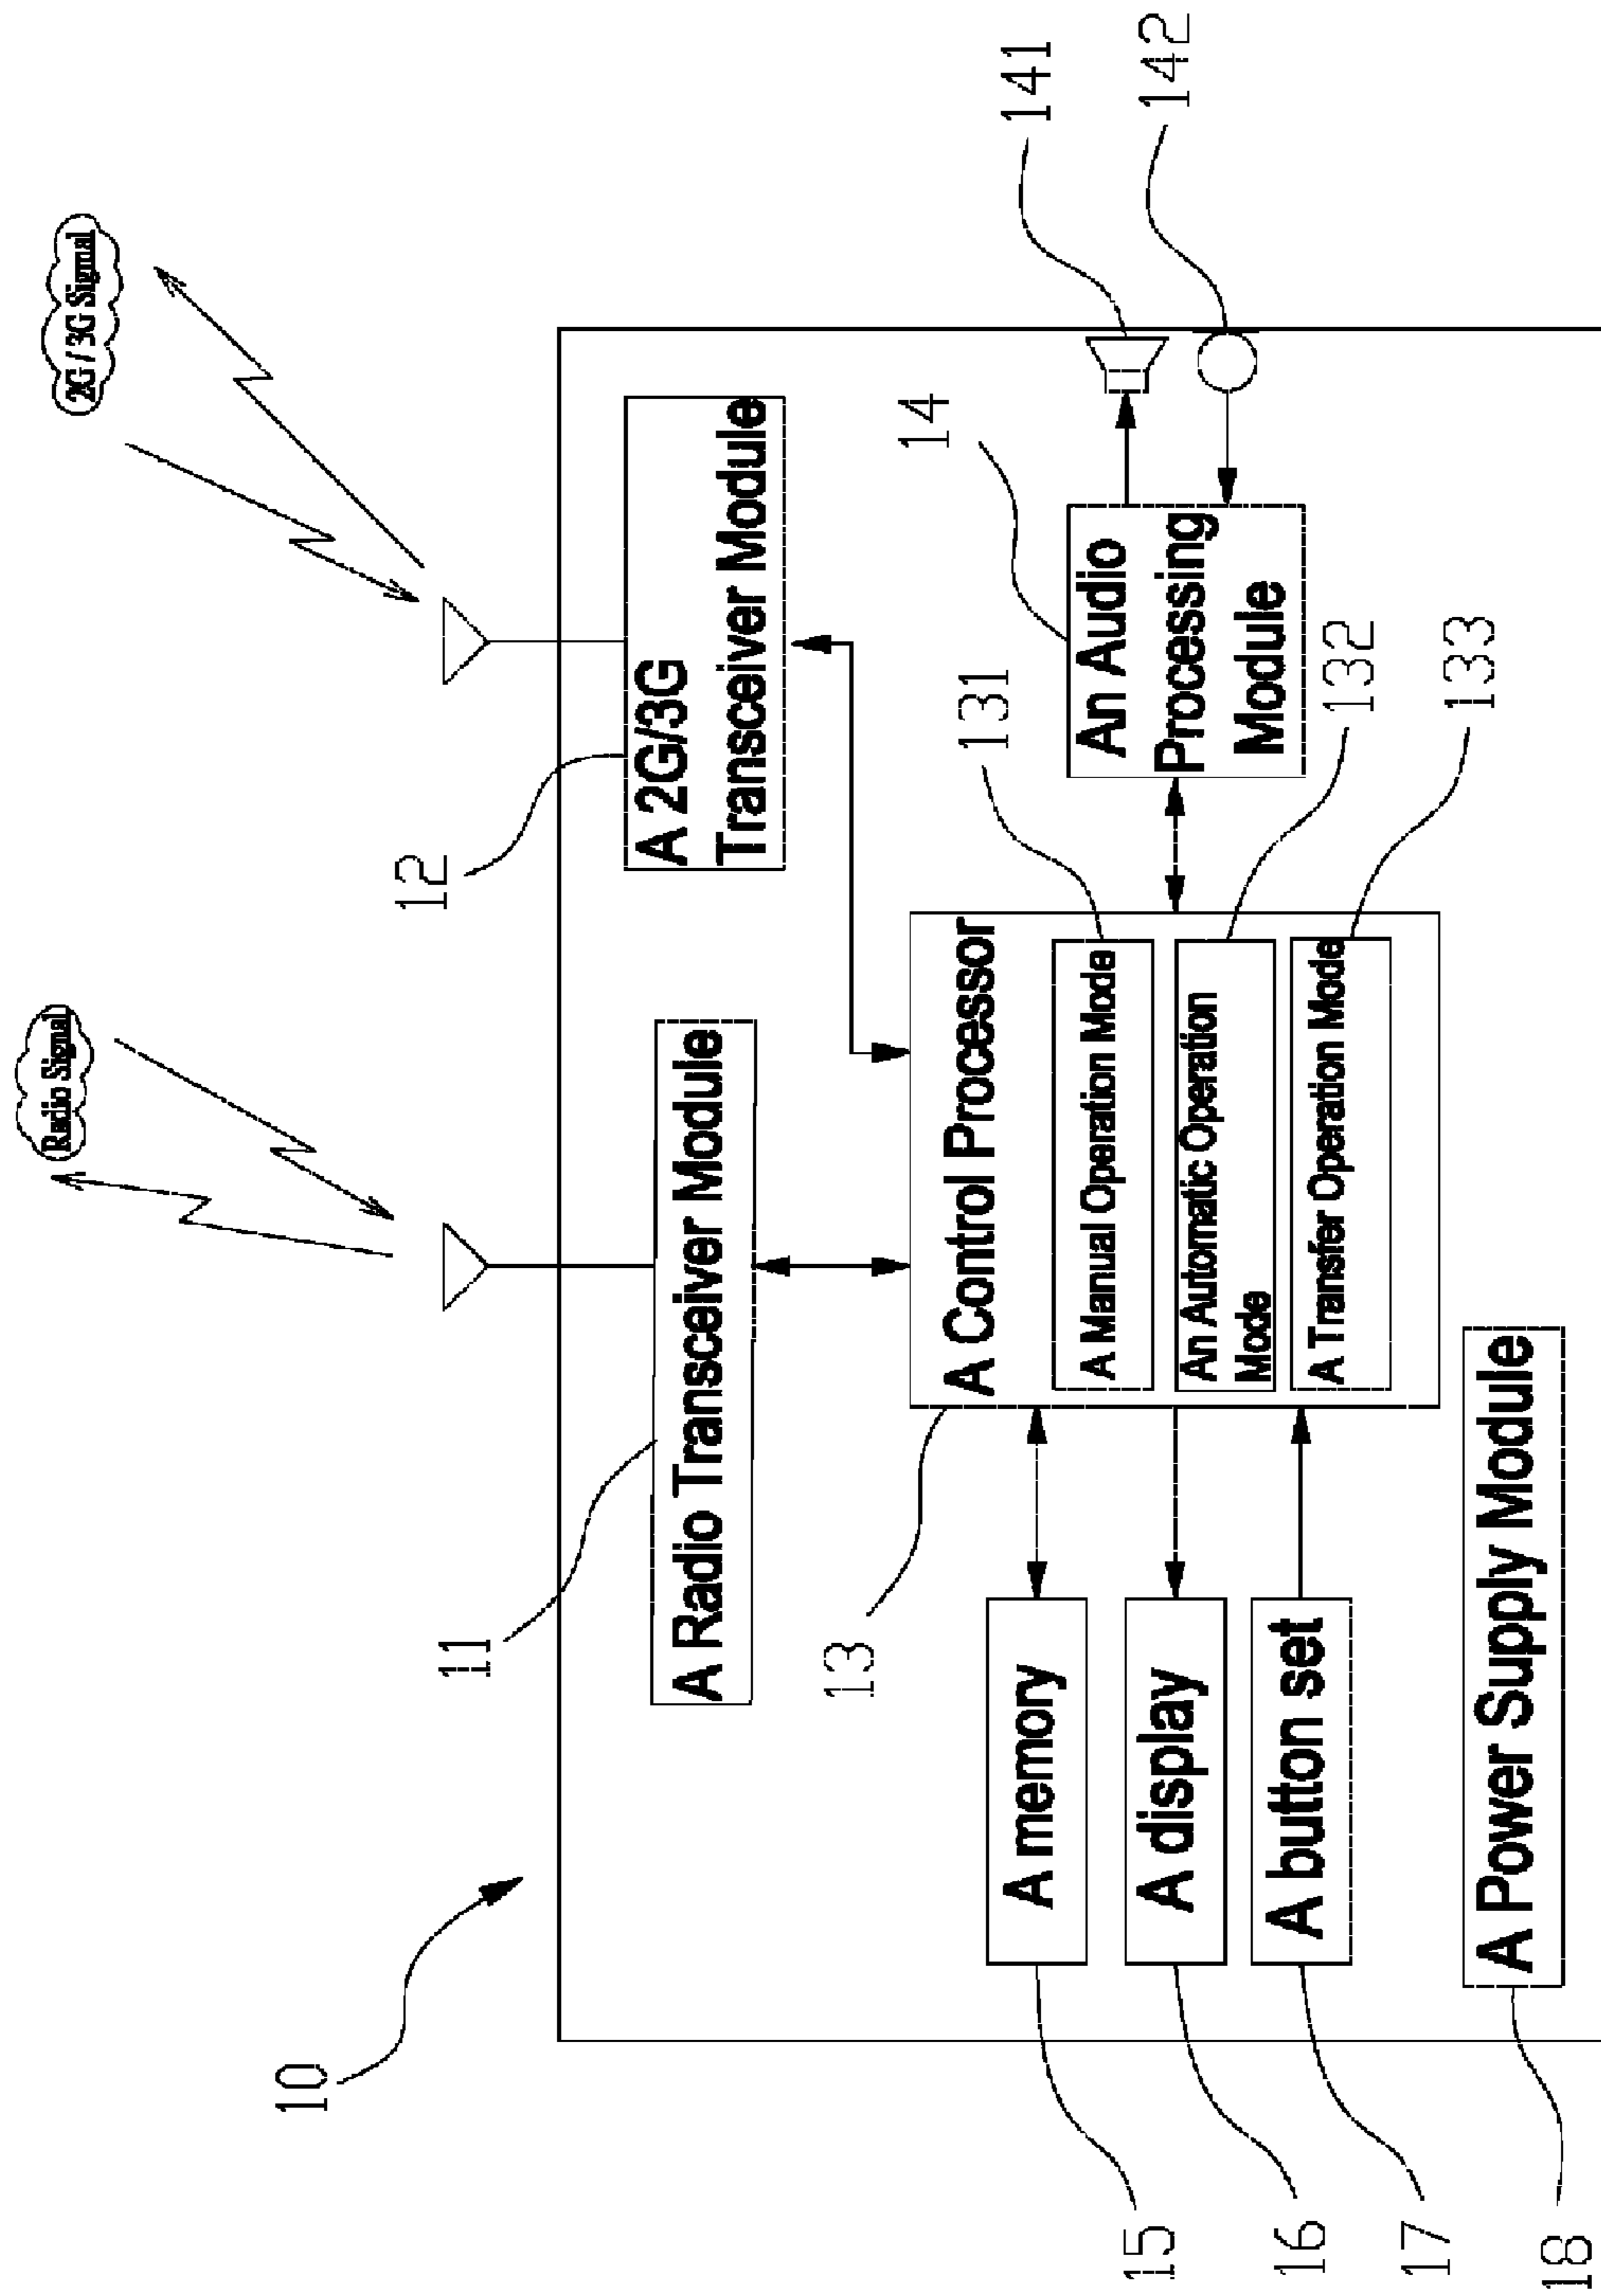 Radio Signal
2G / 3G Signal
10
11
A Radio Transceiver Module
12
A 2G/3G
Transceiver Module
13
A Control Processor
131
A Manual Operation Mode
132
An Automatic Operation
Mode
133
A Transfer Operation Mode
14
An Audio
Processing
Module
141
142
15
A memory
16
A display
17
A button set
18
A Power Supply Module